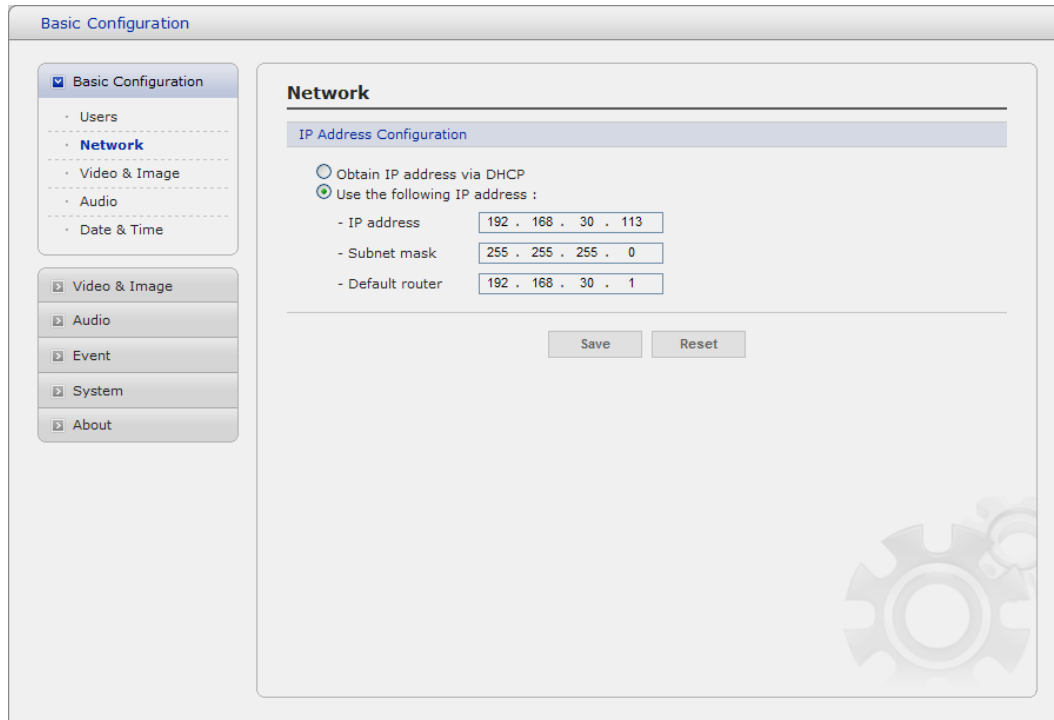 Basic Configuration
Basic Configuration
· Users
· Network
· Video & Image
· Audio
· Date & Time
Video & Image
Audio
Event
System
About
Network
IP Address Configuration
Obtain IP address via DHCP
Use the following IP address :
- IP address 192 . 168 . 30 . 113
- Subnet mask 255 . 255 . 255 . 0
- Default router 192 . 168 . 30 . 1
Save Reset